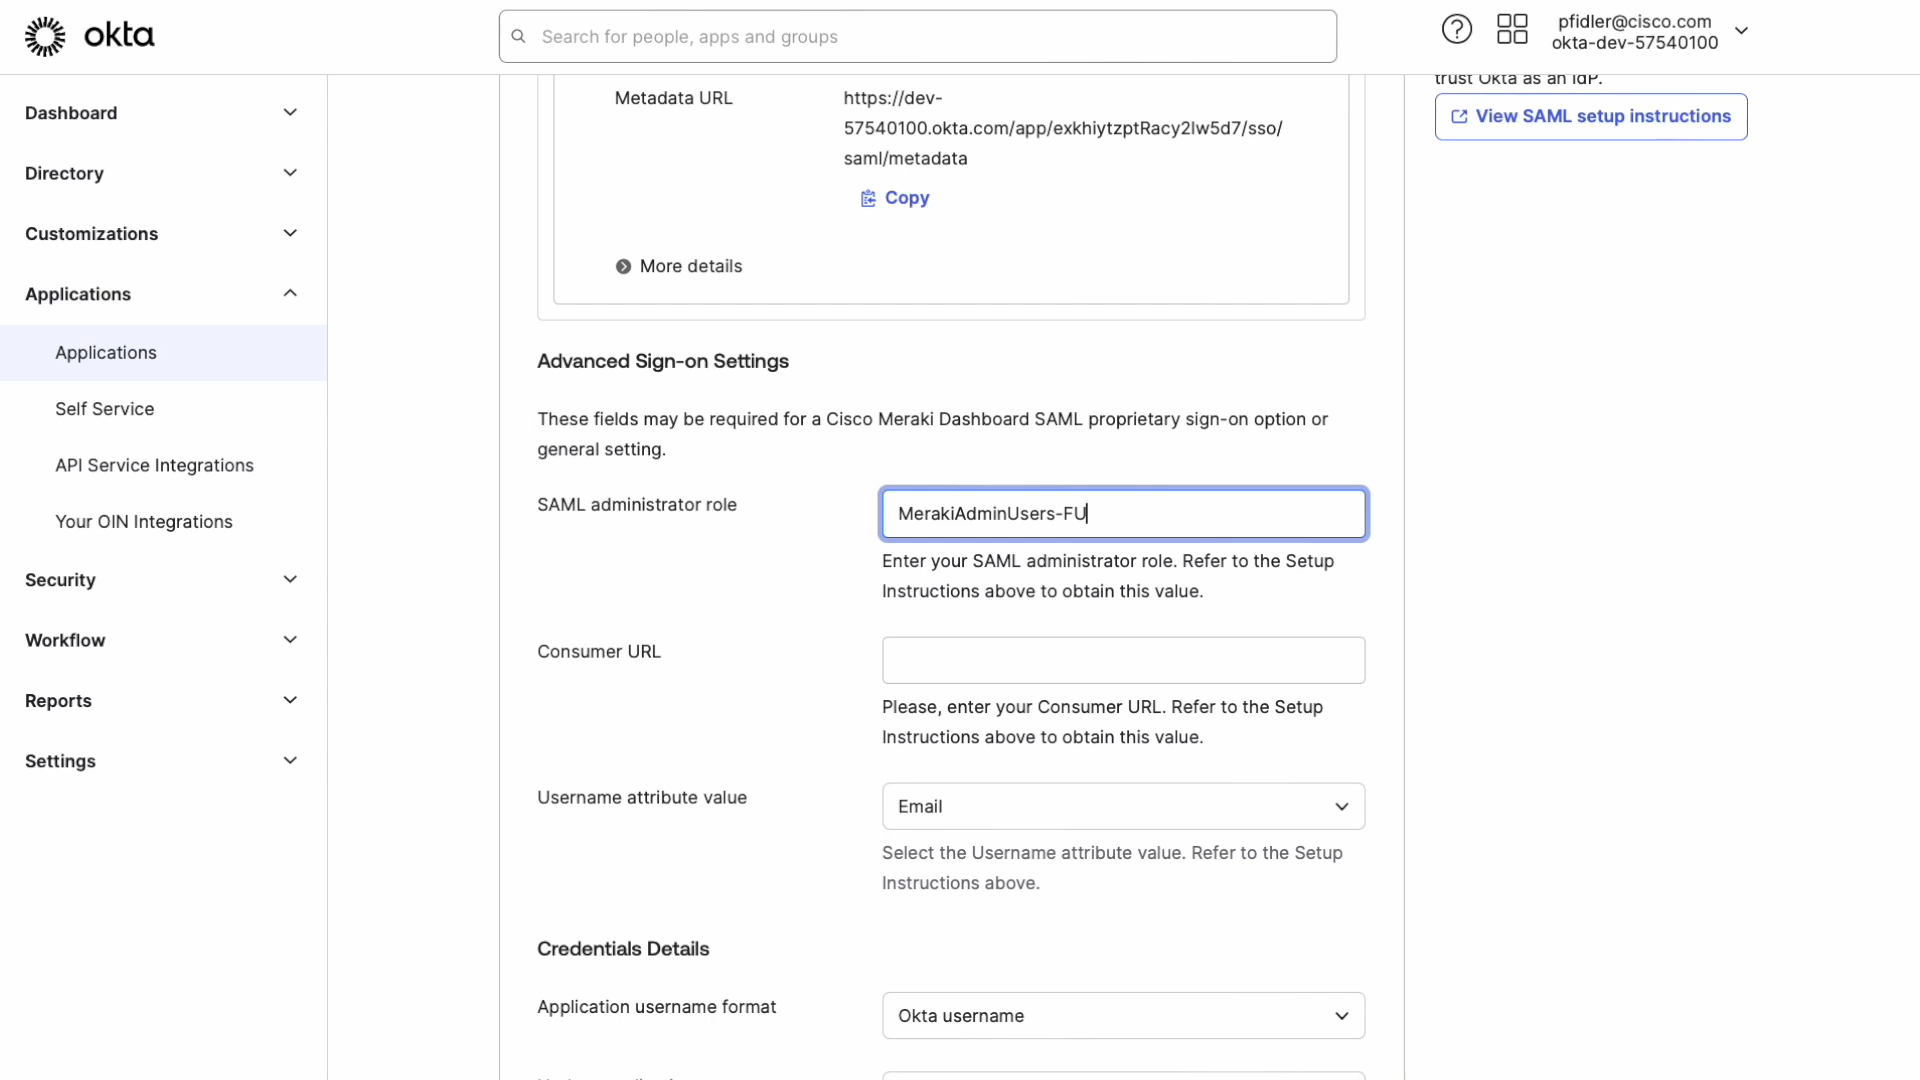 okta
Search for people, apps and groups
pfidler@cisco.com
okta-dev-57540100
Dashboard
Directory
Customizations
Applications
Applications
Self Service
API Service Integrations
Your OIN Integrations
Security
Workflow
Reports
Settings
Metadata URL
https://dev-
57540100.okta.com/app/exkhiytzptRacy2lw5d7/sso/
saml/metadata
Copy
More details
Advanced Sign-on Settings
These fields may be required for a Cisco Meraki Dashboard SAML proprietary sign-on option or
general setting.
SAML administrator role
MerakiAdminUsers-FU
Enter your SAML administrator role. Refer to the Setup
Instructions above to obtain this value.
Consumer URL
Please, enter your Consumer URL. Refer to the Setup
Instructions above to obtain this value.
Username attribute value
Email
Select the Username attribute value. Refer to the Setup
Instructions above.
Credentials Details
Application username format
Okta username
trust Okta as an IdP.
View SAML setup instructions